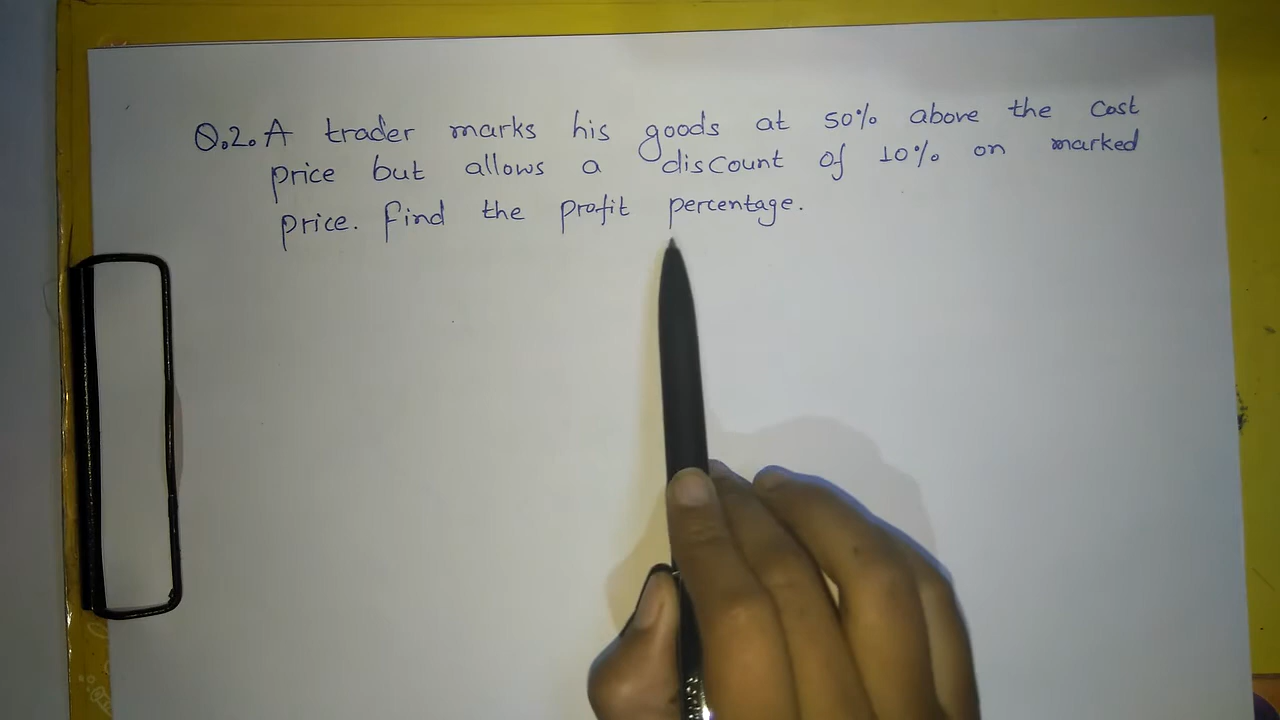 Q.2. A trader marks his goods at 50% above the cost
price but allows a discount of 10% on marked
price. Find the profit percentage.